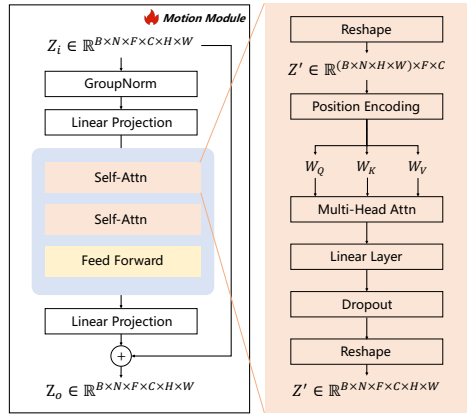 Motion Module
Z_i ∈ ℝ^{B×N×F×C×H×W}
GroupNorm
Linear Projection
Self-Attn
Self-Attn
Feed Forward
Linear Projection
+
Z_o ∈ ℝ^{B×N×F×C×H×W}
Reshape
Z′ ∈ ℝ^{(B×N×H×W)×F×C}
Position Encoding
W_Q W_K W_V
Multi-Head Attn
Linear Layer
Dropout
Reshape
Z′ ∈ ℝ^{B×N×F×C×H×W}